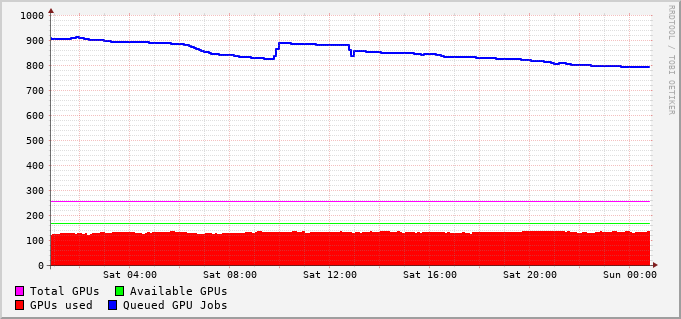 1000
900
800
700
600
500
400
300
200
100
0
Sat 04:00 Sat 08:00 Sat 12:00 Sat 16:00 Sat 20:00 Sun 00:00
Total GPUs Available GPUs
GPUs used Queued GPU Jobs
RRDTOOL / TOBI OETIKER